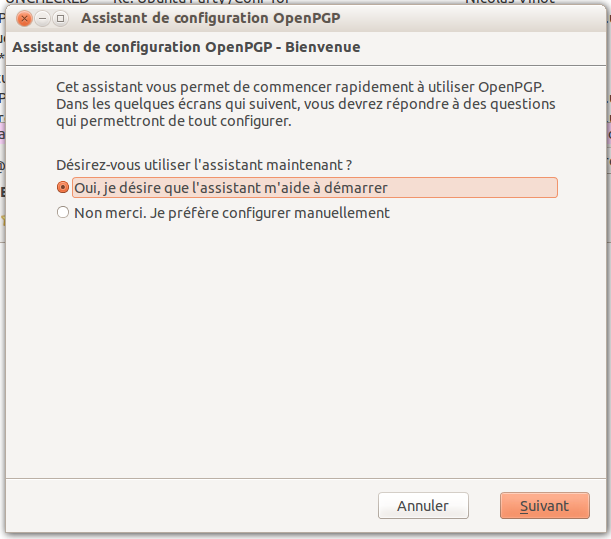 Assistant de configuration OpenPGP
Assistant de configuration OpenPGP - Bienvenue
Cet assistant vous permet de commencer rapidement à utiliser OpenPGP.
Dans les quelques écrans qui suivent, vous devrez répondre à des questions
qui permettront de tout configurer.
Désirez-vous utiliser l'assistant maintenant ?
Oui, je désire que l'assistant m'aide à démarrer
Non merci. Je préfère configurer manuellement
Annuler
Suivant